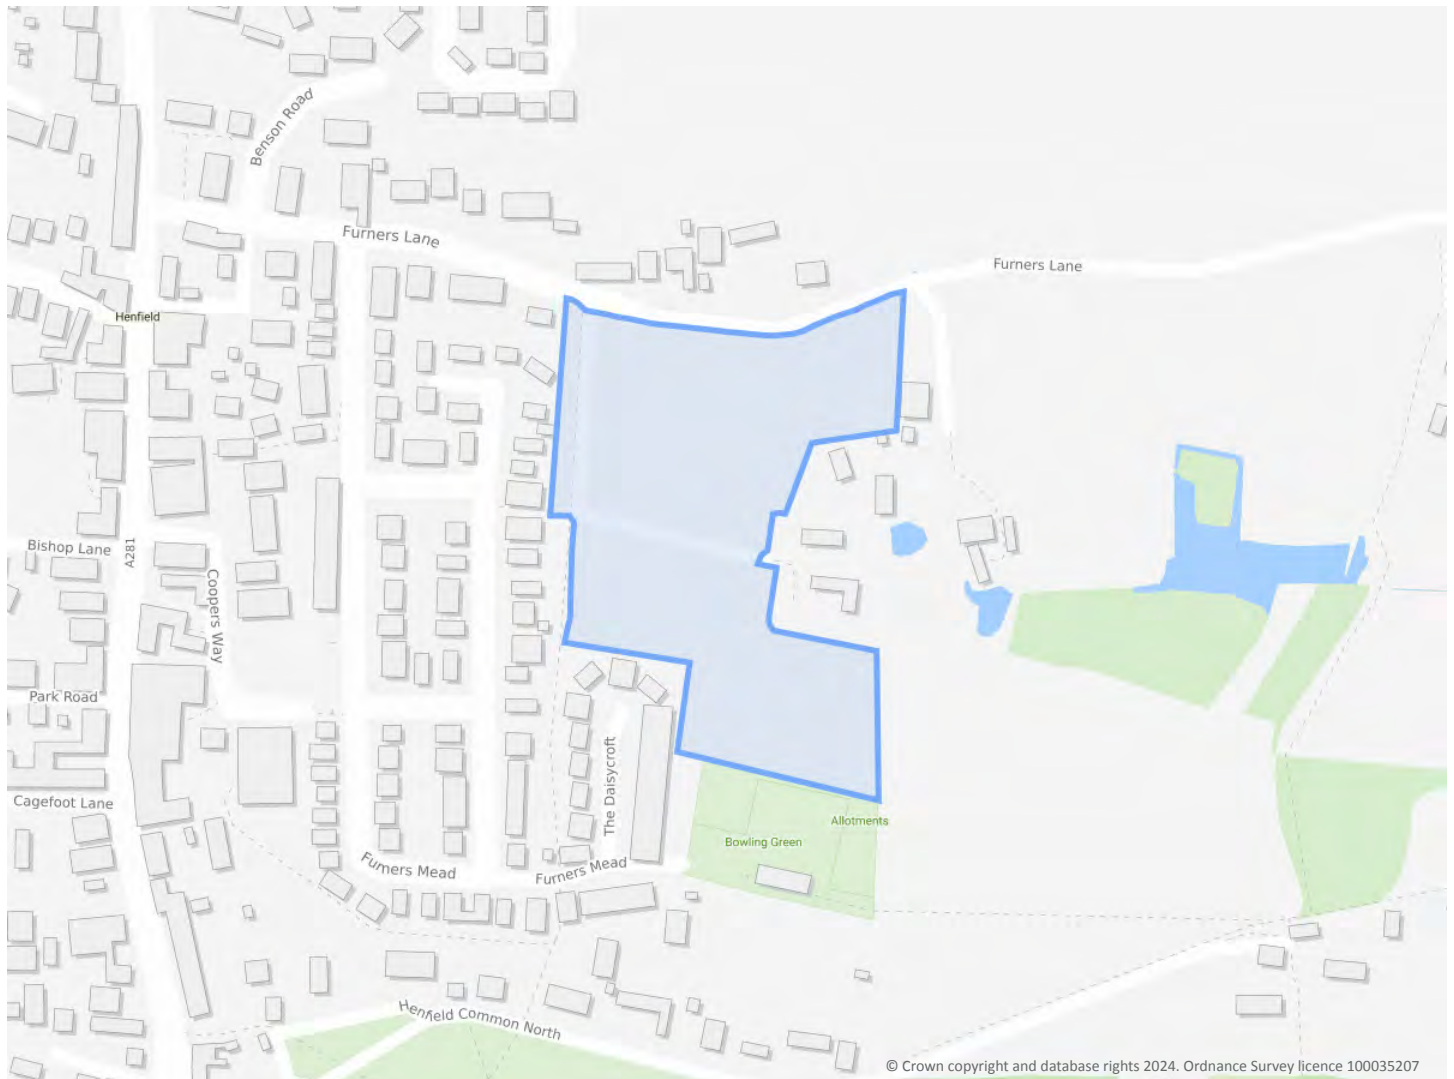 Benson Road
Furners Lane
Furners Lane
Henfield
Bishop Lane
A281
Coopers Way
Park Road
The Daisycroft
Cagefoot Lane
Allotments
Bowling Green
Furners Mead
Furners Mead
Henfield Common North
© Crown copyright and database rights 2024. Ordnance Survey licence 100035207